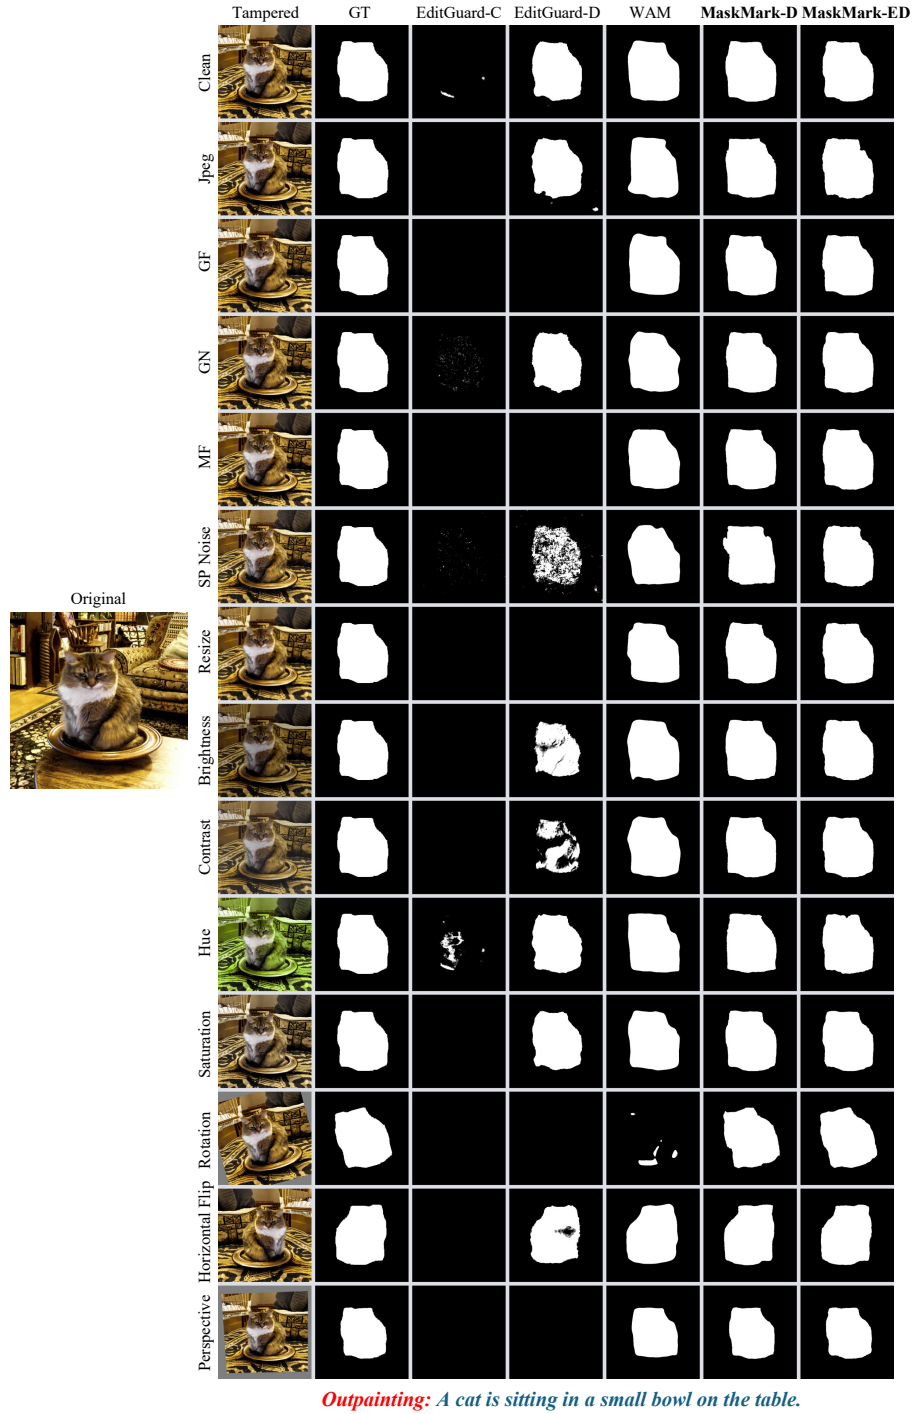 Tampered GT EditGuard-C EditGuard-D WAM MaskMark-D MaskMark-ED
Clean
Jpeg
GF
GN
MF
SP Noise
Original
Resize
Brightness
Contrast
Hue
Saturation
Rotation
Horizontal Flip
Perspective
Outpainting: A cat is sitting in a small bowl on the table.